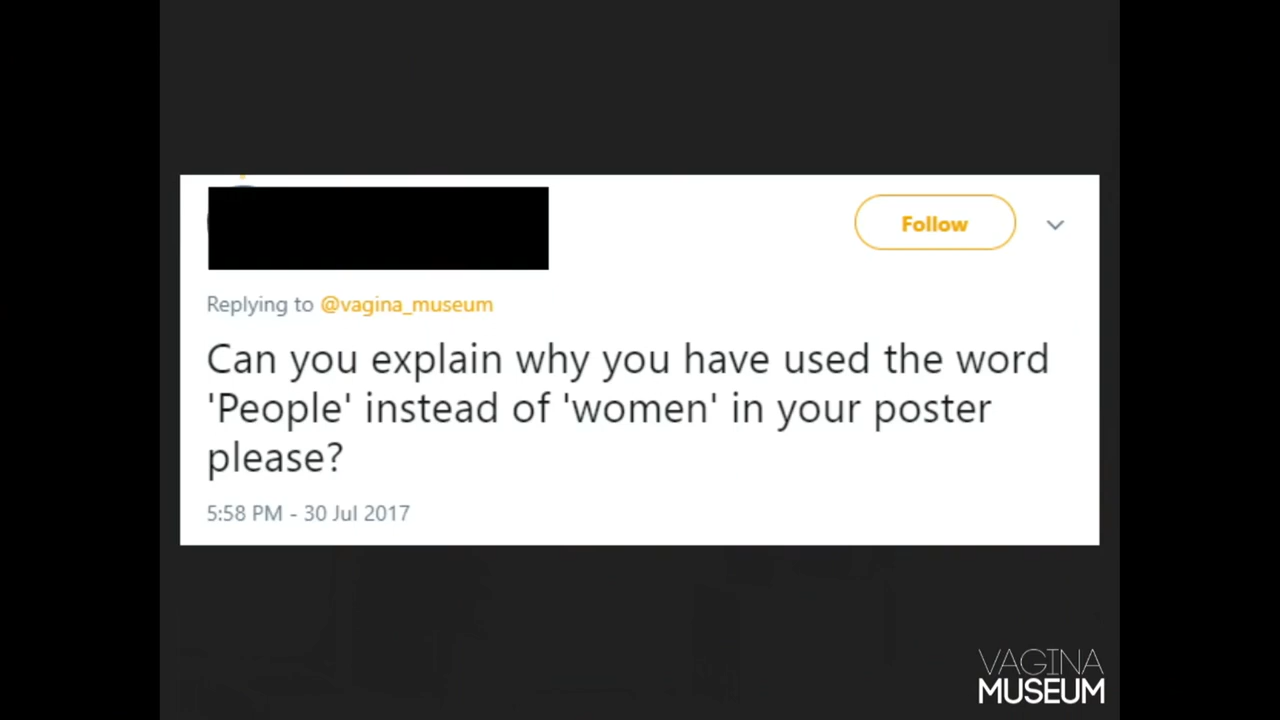 Follow
Replying to @vagina_museum
Can you explain why you have used the word
'People' instead of 'women' in your poster
please?
5:58 PM - 30 Jul 2017
VAGINA
MUSEUM